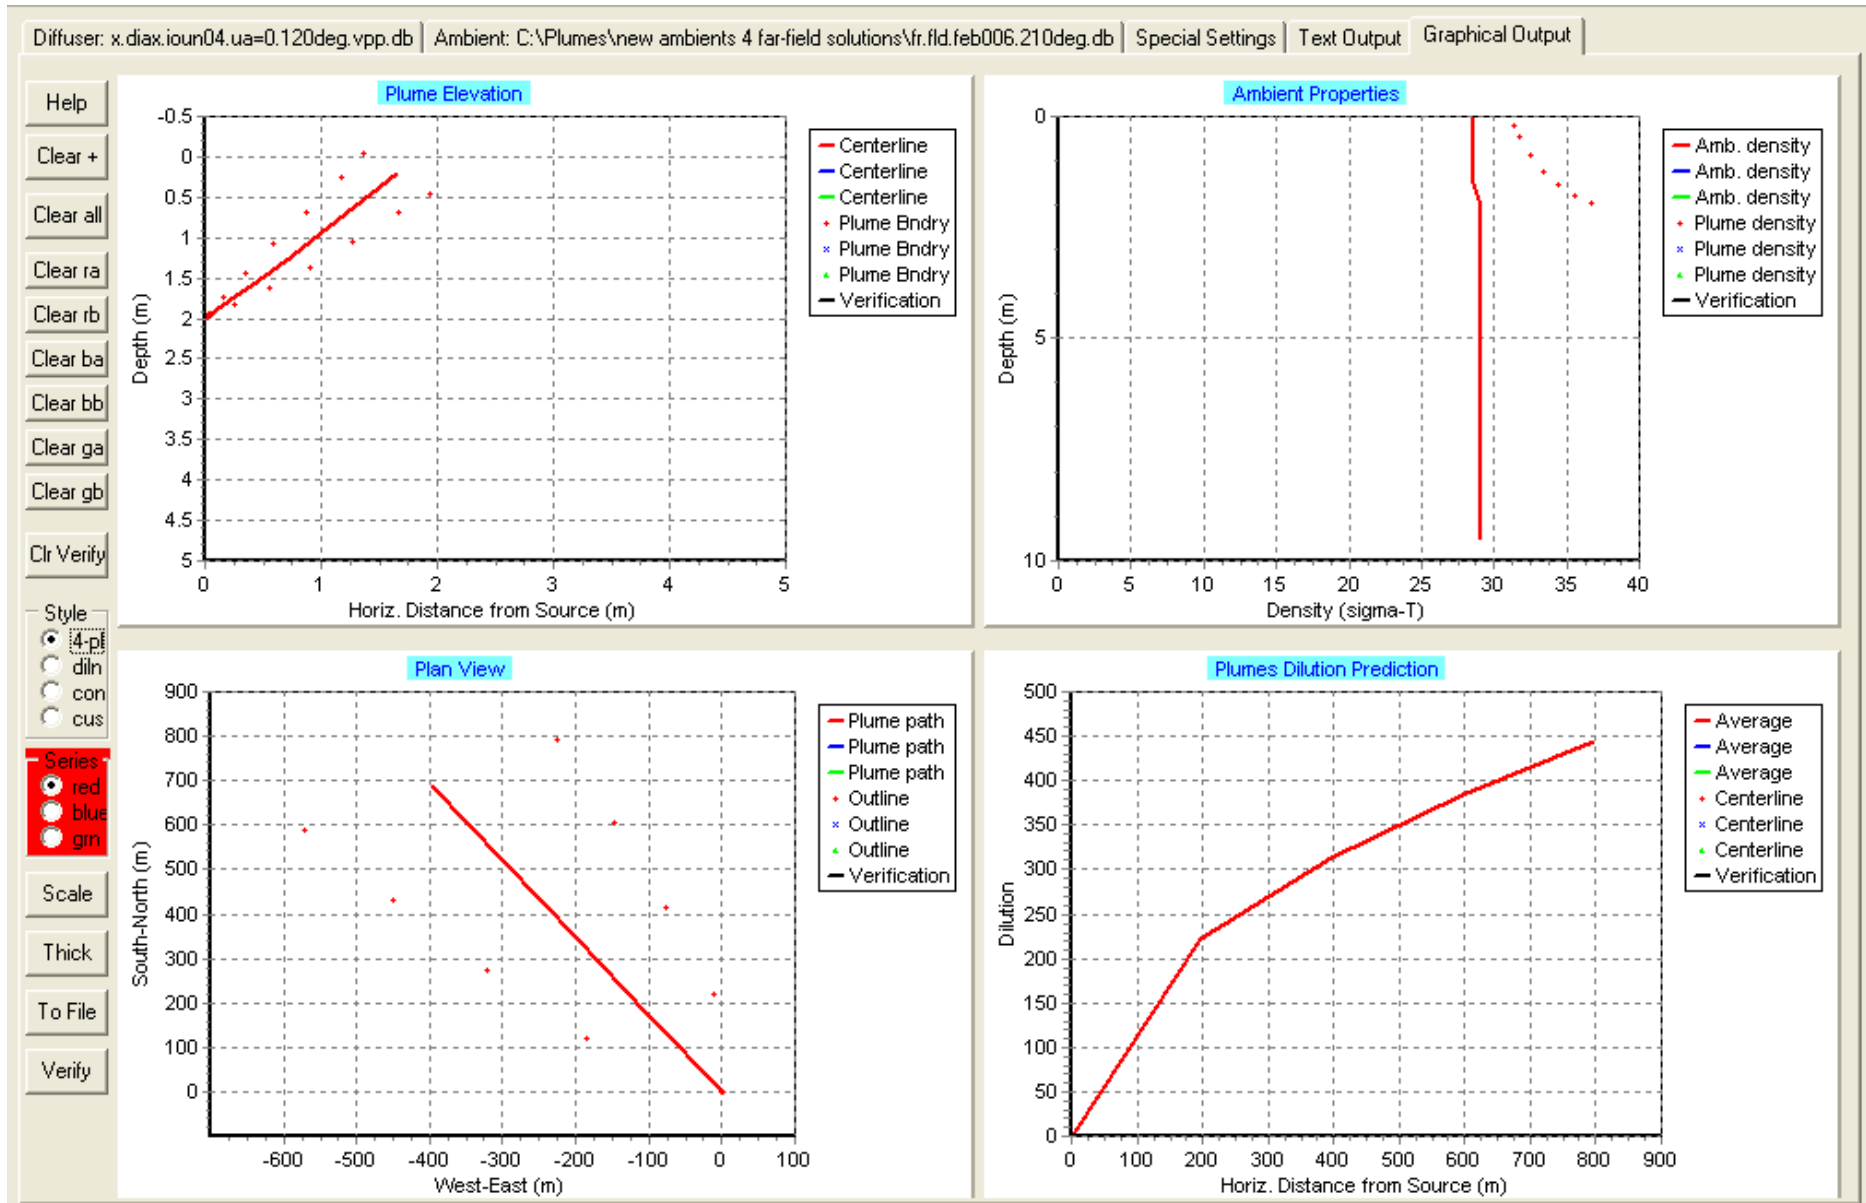 Diffuser: x.diax.ioun04.ua=0.120deg.vpp.db
Ambient: C:\Plumes\new ambients 4 far-field solutions\fr.fld.feb006.210deg.db
Special Settings
Text Output
Graphical Output
Help
Clear +
Clear all
Clear ra
Clear rb
Clear ba
Clear bb
Clear ga
Clear gb
Clr Verify
Style
4-pl
diln
con
cus
Series
red
blue
grn
Scale
Thick
To File
Verify
Plume Elevation
-0.5
0
0.5
1
1.5
2
2.5
3
3.5
4
4.5
5
Depth (m)
0 1 2 3 4 5
Horiz. Distance from Source (m)
Centerline
Centerline
Centerline
Plume Bndry
Plume Bndry
Plume Bndry
Verification
Ambient Properties
0
5
10
Depth (m)
0 5 10 15 20 25 30 35 40
Density (sigma-T)
Amb. density
Amb. density
Amb. density
Plume density
Plume density
Plume density
Verification
Plan View
900
800
700
600
500
400
300
200
100
0
South-North (m)
-600 -500 -400 -300 -200 -100 0 100
West-East (m)
Plume path
Plume path
Plume path
Outline
Outline
Outline
Verification
Plumes Dilution Prediction
500
450
400
350
300
250
200
150
100
50
0
Dilution
0 100 200 300 400 500 600 700 800 900
Horiz. Distance from Source (m)
Average
Average
Average
Centerline
Centerline
Centerline
Verification